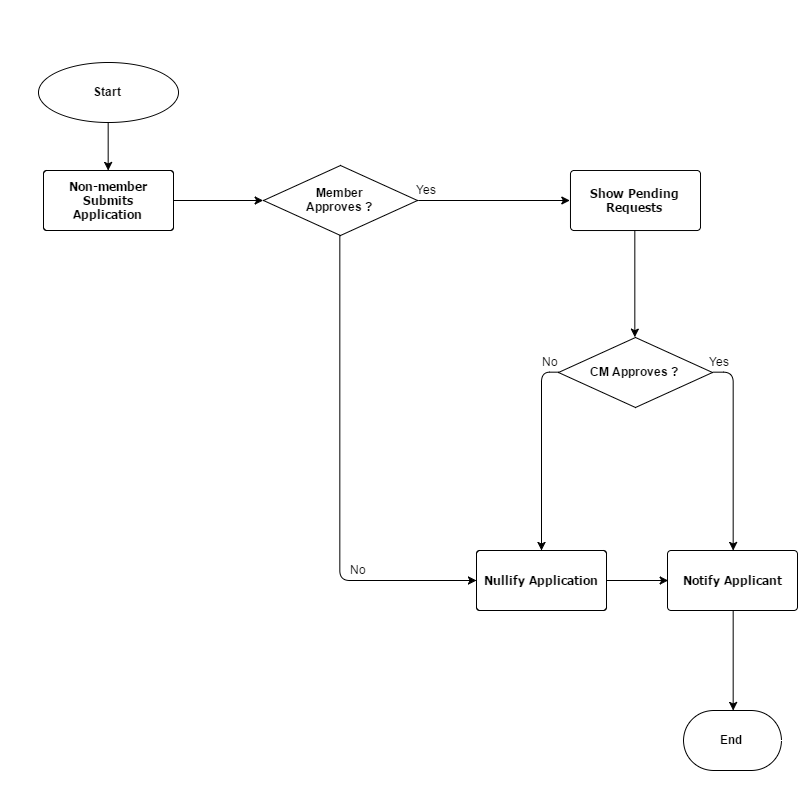 Start
Non-member
Submits
Application
Member
Approves ?
Yes
Show Pending
Requests
No
CM Approves ?
Yes
No
Nullify Application
Notify Applicant
End